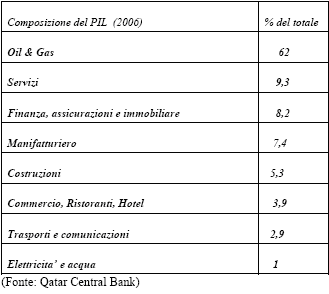 Composizione del PIL (2006) % del totale
Oil & Gas 62
Servizi 9,3
Finanza, assicurazioni e immobiliare 8,2
Manifatturiero 7,4
Costruzioni 5,3
Commercio, Ristoranti, Hotel 3,9
Trasporti e comunicazioni 2,9
Elettricita' e acqua 1
(Fonte: Qatar Central Bank)